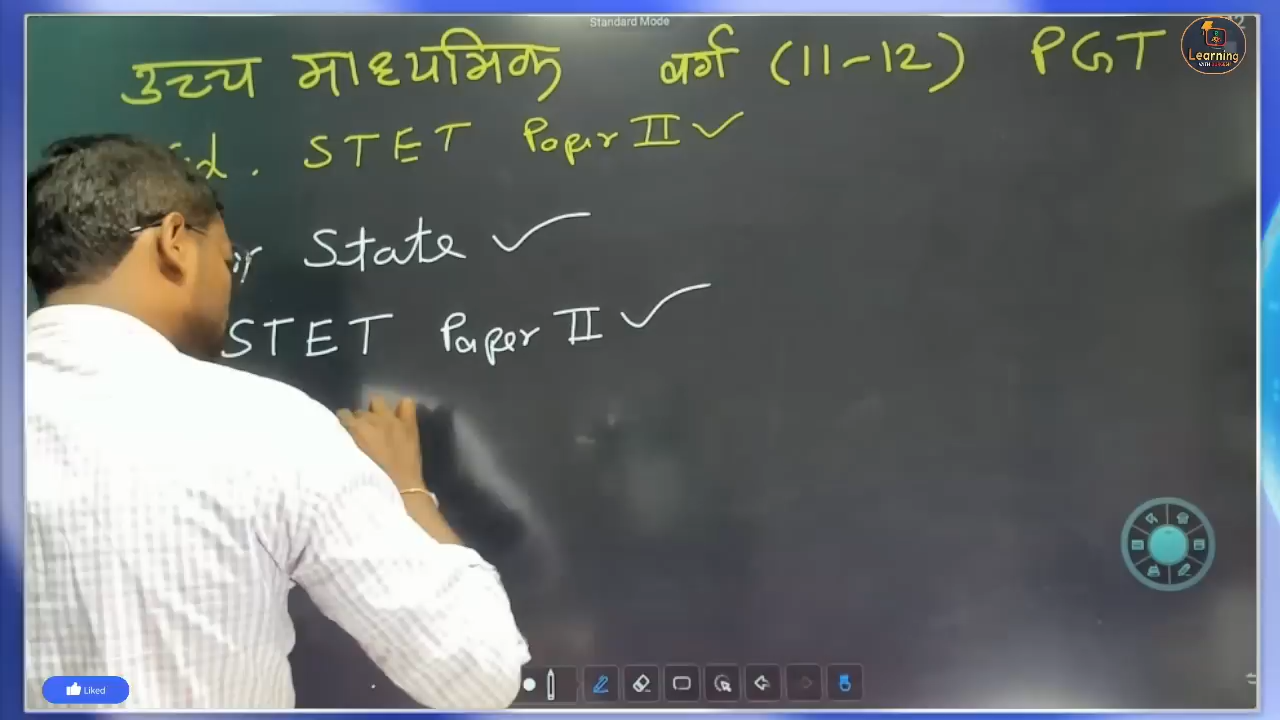 Standard Mode
उच्च माध्यमिक वर्ग (11-12) PGT
STET Paper II
State
STET Paper II
Learning
Liked